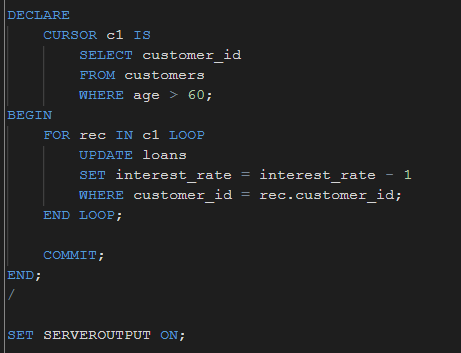 DECLARE
    CURSOR c1 IS
        SELECT customer_id
        FROM customers
        WHERE age > 60;
BEGIN
    FOR rec IN c1 LOOP
        UPDATE loans
        SET interest_rate = interest_rate - 1
        WHERE customer_id = rec.customer_id;
    END LOOP;

    COMMIT;
END;
/

SET SERVEROUTPUT ON;